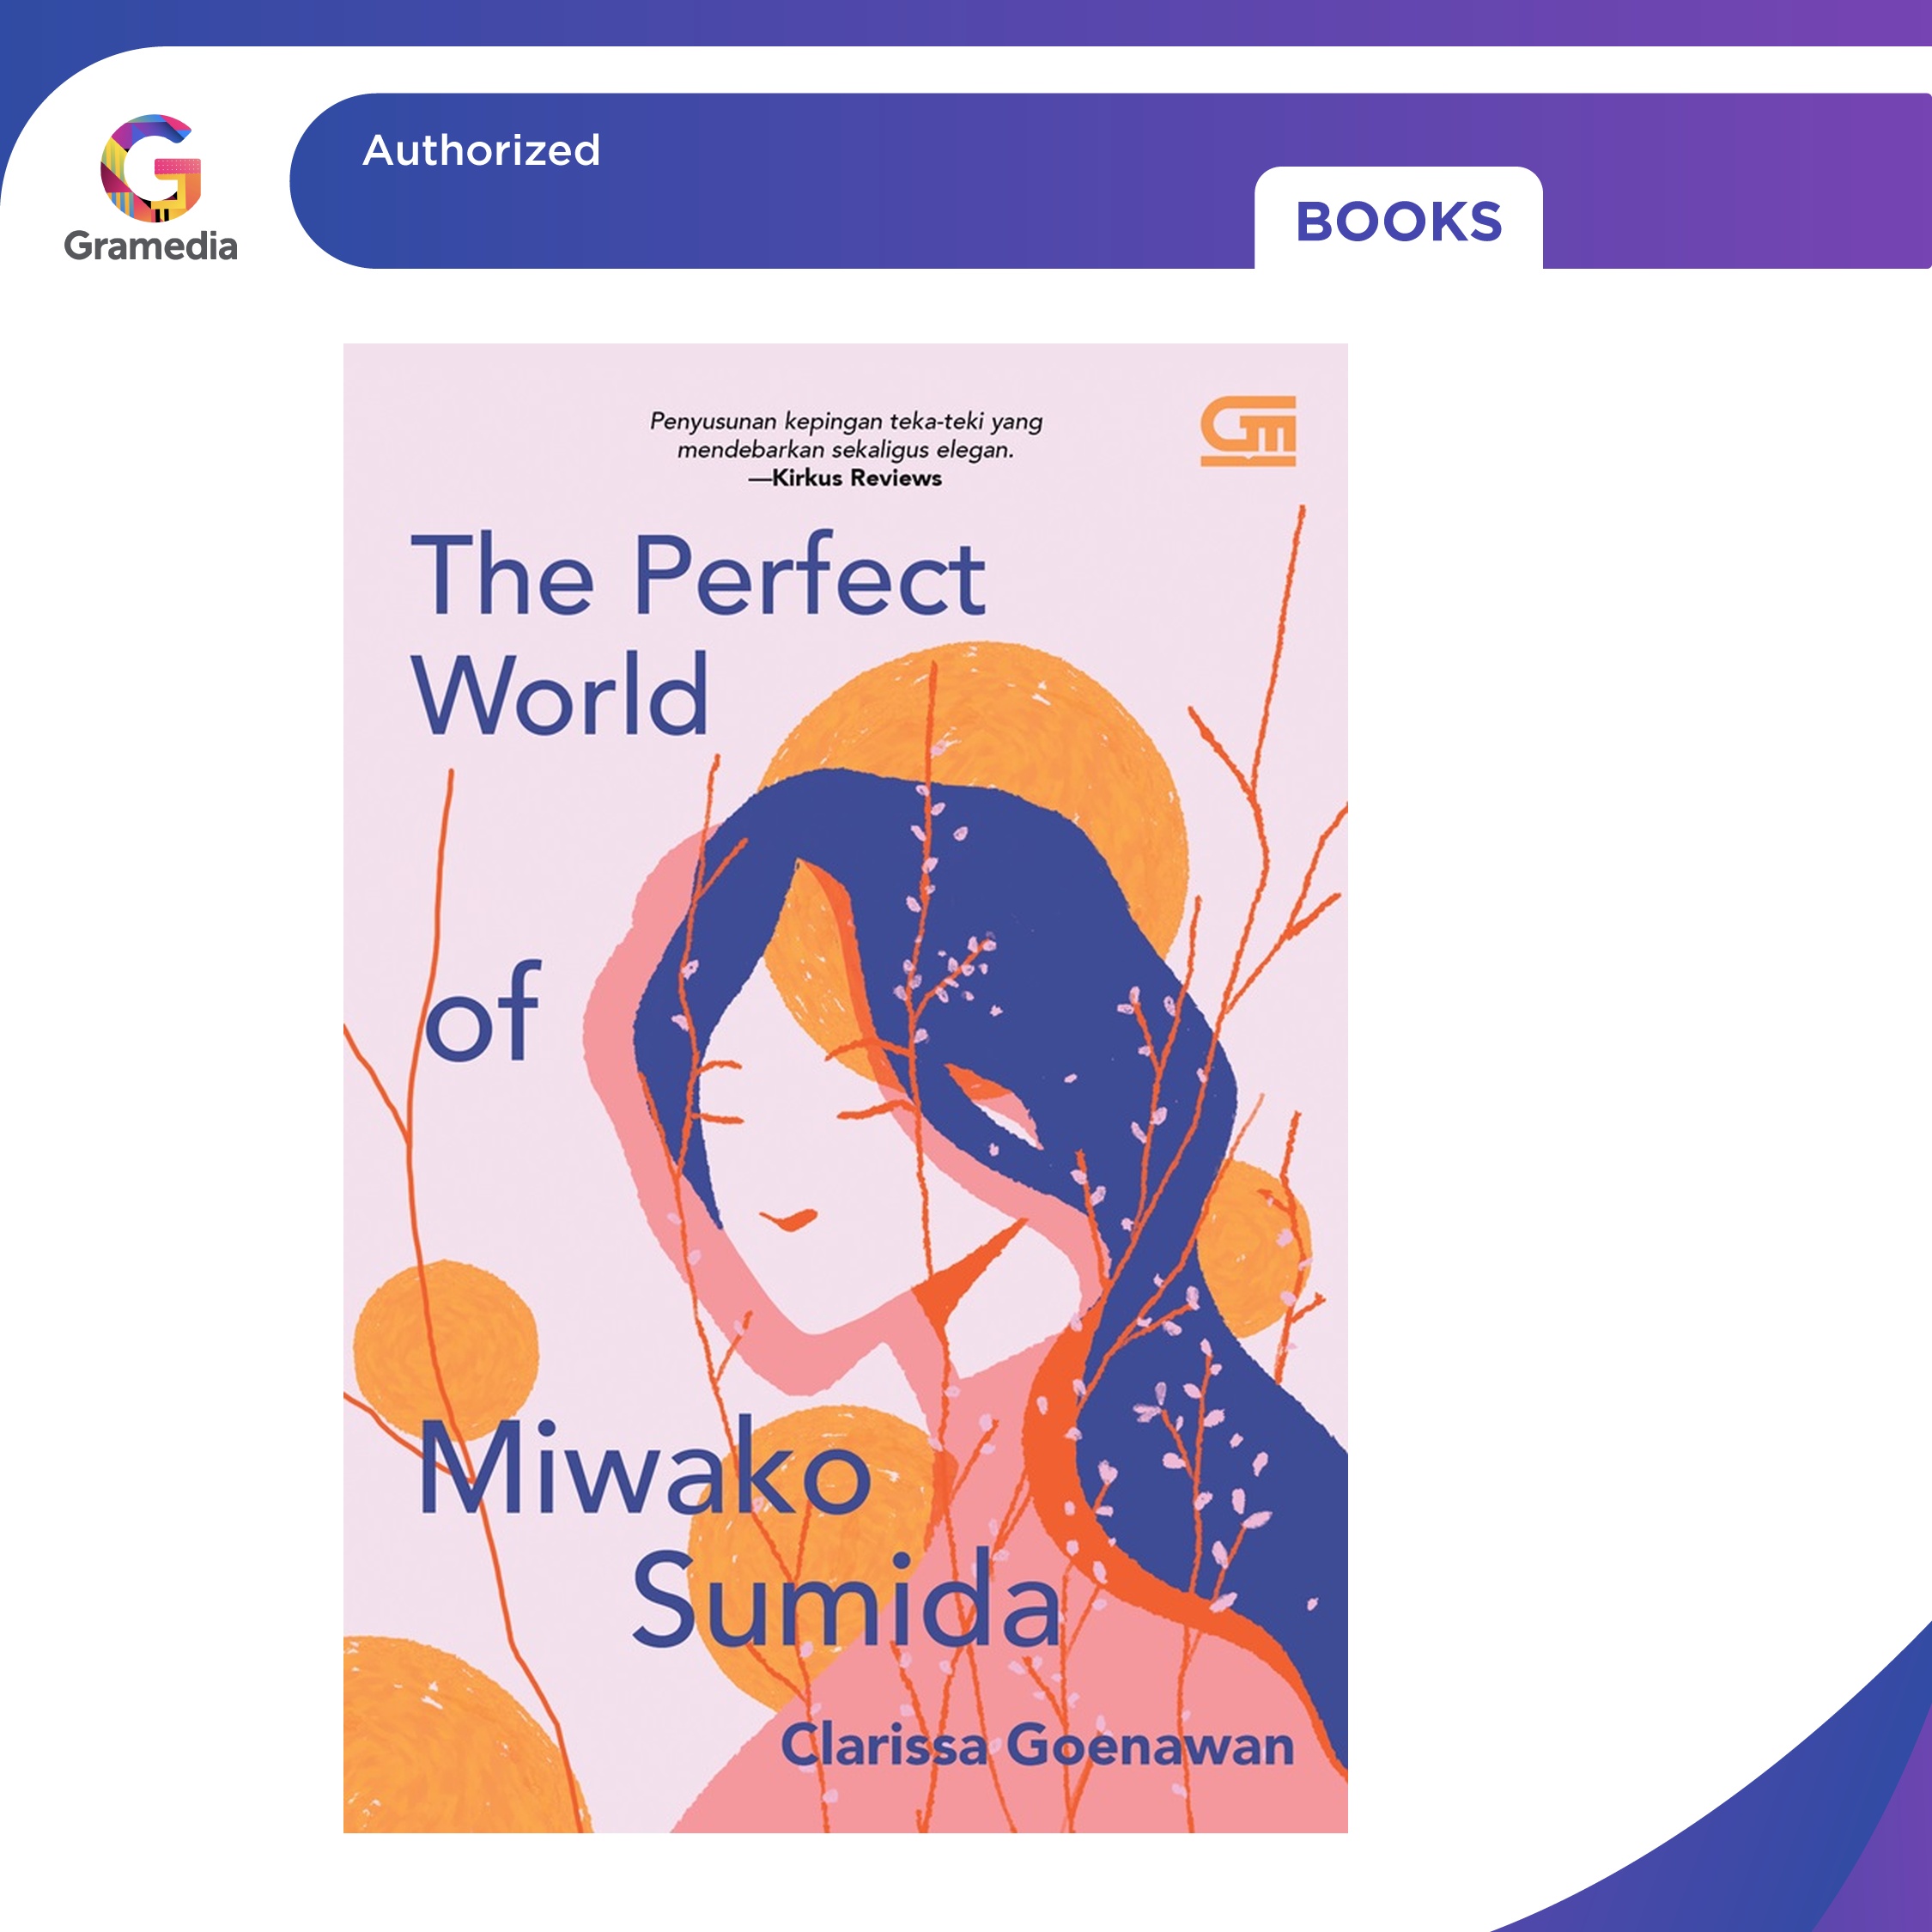 Authorized
BOOKS
Gramedia
Penyusunan kepingan teka-teki yang
mendebarkan sekaligus elegan.
—Kirkus Reviews
GM
The Perfect
World
of
Miwako
Sumida
Clarissa Goenawan